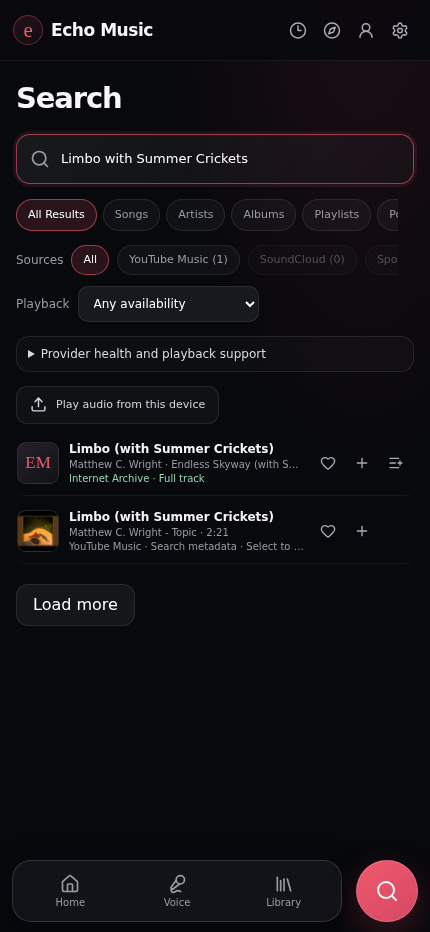 e Echo Music
Search
Limbo with Summer Crickets
All Results Songs Artists Albums Playlists
Sources All YouTube Music (1) SoundCloud (0) Spo
Playback Any availability
Provider health and playback support
Play audio from this device
EM
Limbo (with Summer Crickets)
Matthew C. Wright · Endless Skyway (with S...
Internet Archive · Full track
Limbo (with Summer Crickets)
Matthew C. Wright - Topic · 2:21
YouTube Music · Search metadata · Select to ...
Load more
Home Voice Library